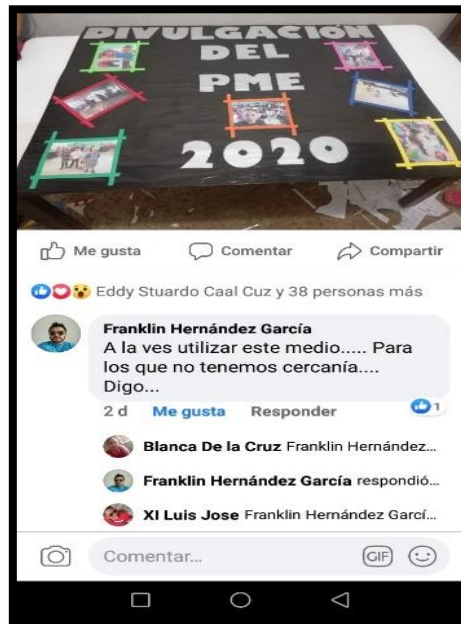 DIVULGACIÓN
DEL
PME
2020
Me gusta Comentar Compartir
Eddy Stuardo Caal Cuz y 38 personas más
Franklin Hernández García
A la ves utilizar este medio..... Para
los que no tenemos cercanía....
Digo...
2 d Me gusta Responder 1
Blanca De la Cruz Franklin Hernández...
Franklin Hernández García respondió...
XI Luis Jose Franklin Hernández Garcí...
Comentar... GIF